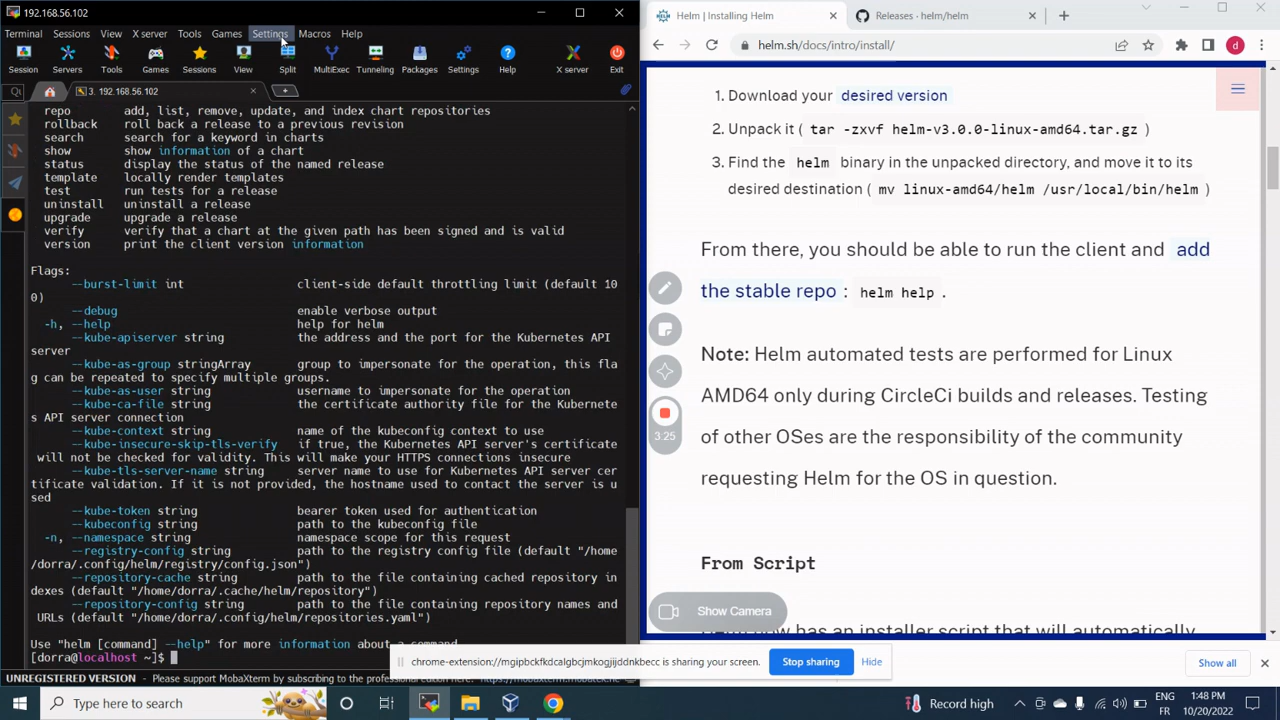 192.168.56.102
Terminal Sessions View X server Tools Games Settings Macros Help
Session Servers Tools Games Sessions View Split MultiExec Tunneling Packages Settings Help X server Exit
3. 192.168.56.102
repo add, list, remove, update, and index chart repositories
rollback roll back a release to a previous revision
search search for a keyword in charts
show show information of a chart
status display the status of the named release
template locally render templates
test run tests for a release
uninstall uninstall a release
upgrade upgrade a release
verify verify that a chart at the given path has been signed and is valid
version print the client version information
Flags:
--burst-limit int client-side default throttling limit (default 10
0)
--debug enable verbose output
-h, --help help for helm
--kube-apiserver string the address and the port for the Kubernetes API
server
--kube-as-group stringArray group to impersonate for the operation, this fla
g can be repeated to specify multiple groups.
--kube-as-user string username to impersonate for the operation
--kube-ca-file string the certificate authority file for the Kubernete
s API server connection
--kube-context string name of the kubeconfig context to use
--kube-insecure-skip-tls-verify if true, the Kubernetes API server's certificate
will not be checked for validity. This will make your HTTPS connections insecure
--kube-tls-server-name string server name to use for Kubernetes API server cer
tificate validation. If it is not provided, the hostname used to contact the server is u
sed
--kube-token string bearer token used for authentication
--kubeconfig string path to the kubeconfig file
-n, --namespace string namespace scope for this request
--registry-config string path to the registry config file (default "/home
/dorra/.config/helm/registry/config.json")
--repository-cache string path to the file containing cached repository in
dexes (default "/home/dorra/.cache/helm/repository")
--repository-config string path to the file containing repository names and
URLs (default "/home/dorra/.config/helm/repositories.yaml")
Use "helm [command] --help" for more information about a command.
[dorra@localhost ~]$
UNREGISTERED VERSION - Please support MobaXterm by subscribing to the professional edition here: https://mobaxterm.mobatek.net
Helm | Installing Helm
Releases · helm/helm
helm.sh/docs/intro/install/
d
1. Download your desired version
2. Unpack it ( tar -zxvf helm-v3.0.0-linux-amd64.tar.gz )
3. Find the helm binary in the unpacked directory, and move it to its
desired destination ( mv linux-amd64/helm /usr/local/bin/helm )
From there, you should be able to run the client and add
the stable repo : helm help .
Note: Helm automated tests are performed for Linux
AMD64 only during CircleCi builds and releases. Testing
of other OSes are the responsibility of the community
requesting Helm for the OS in question.
3:25
From Script
Show Camera
Helm now has an installer script that will automatically
chrome-extension://mgipbckfkdcalgbcjmkogjijjddnkbecc is sharing your screen. Stop sharing Hide
Show all
Type here to search
Record high
ENG
FR
1:48 PM
10/20/2022